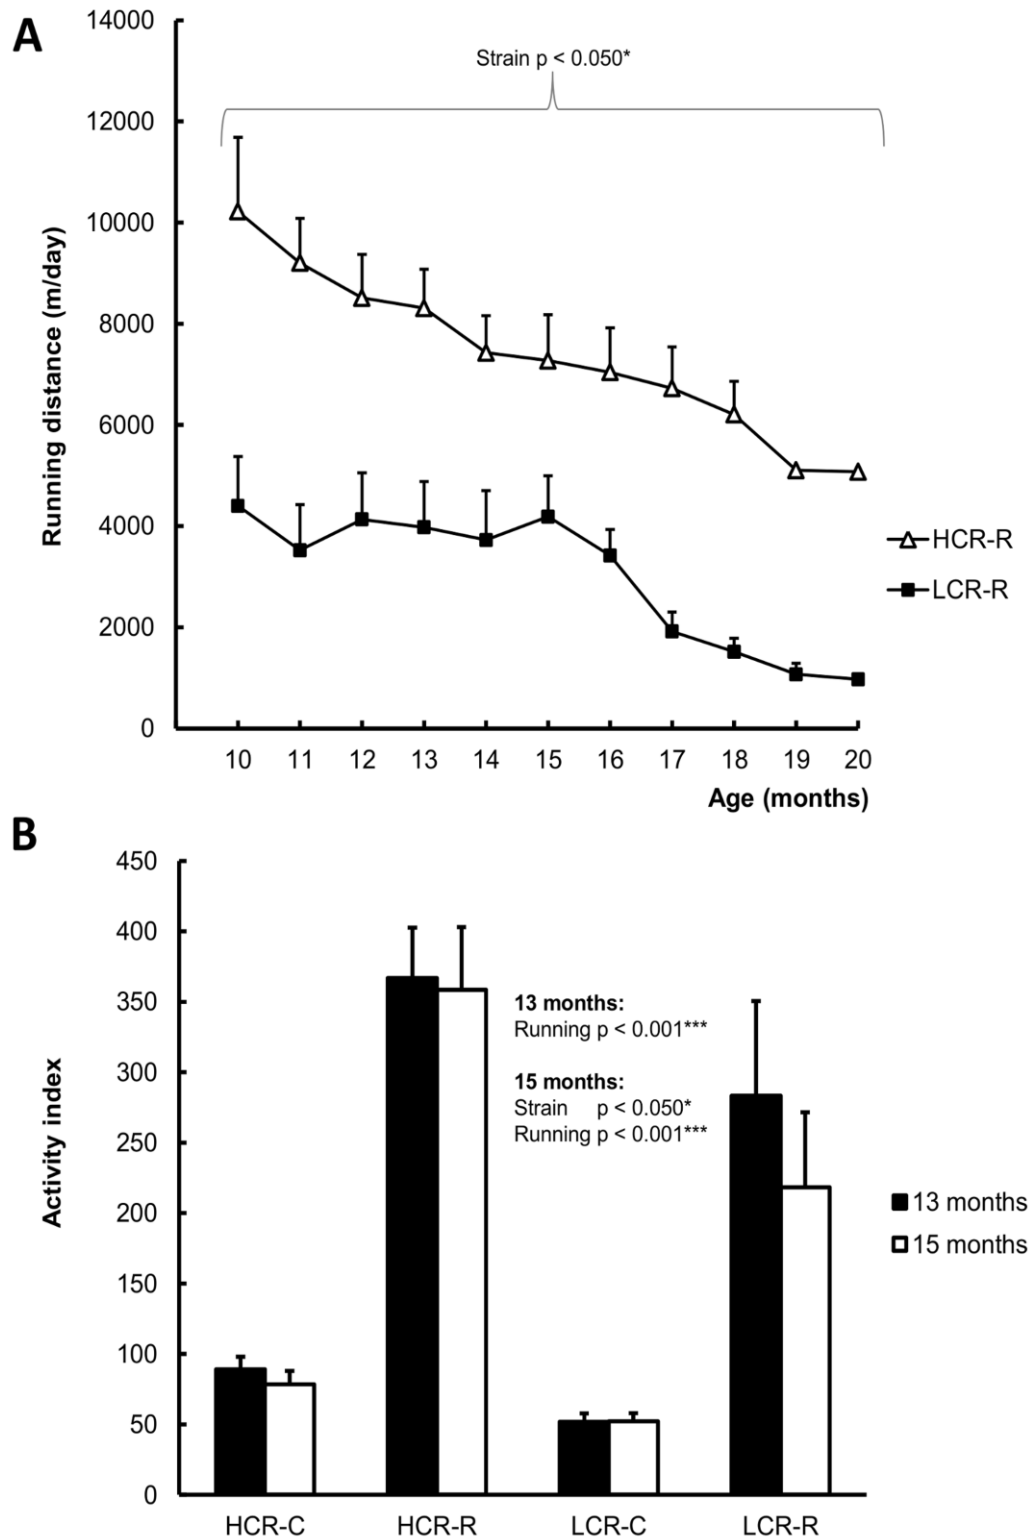 A
14000
12000
10000
8000
6000
4000
2000
0
Running distance (m/day)
Strain p < 0.050*
HCR-R
LCR-R
10 11 12 13 14 15 16 17 18 19 20
Age (months)
B
450
400
350
300
250
200
150
100
50
0
Activity index
13 months:
Running p < 0.001***
15 months:
Strain p < 0.050*
Running p < 0.001***
13 months
15 months
HCR-C HCR-R LCR-C LCR-R